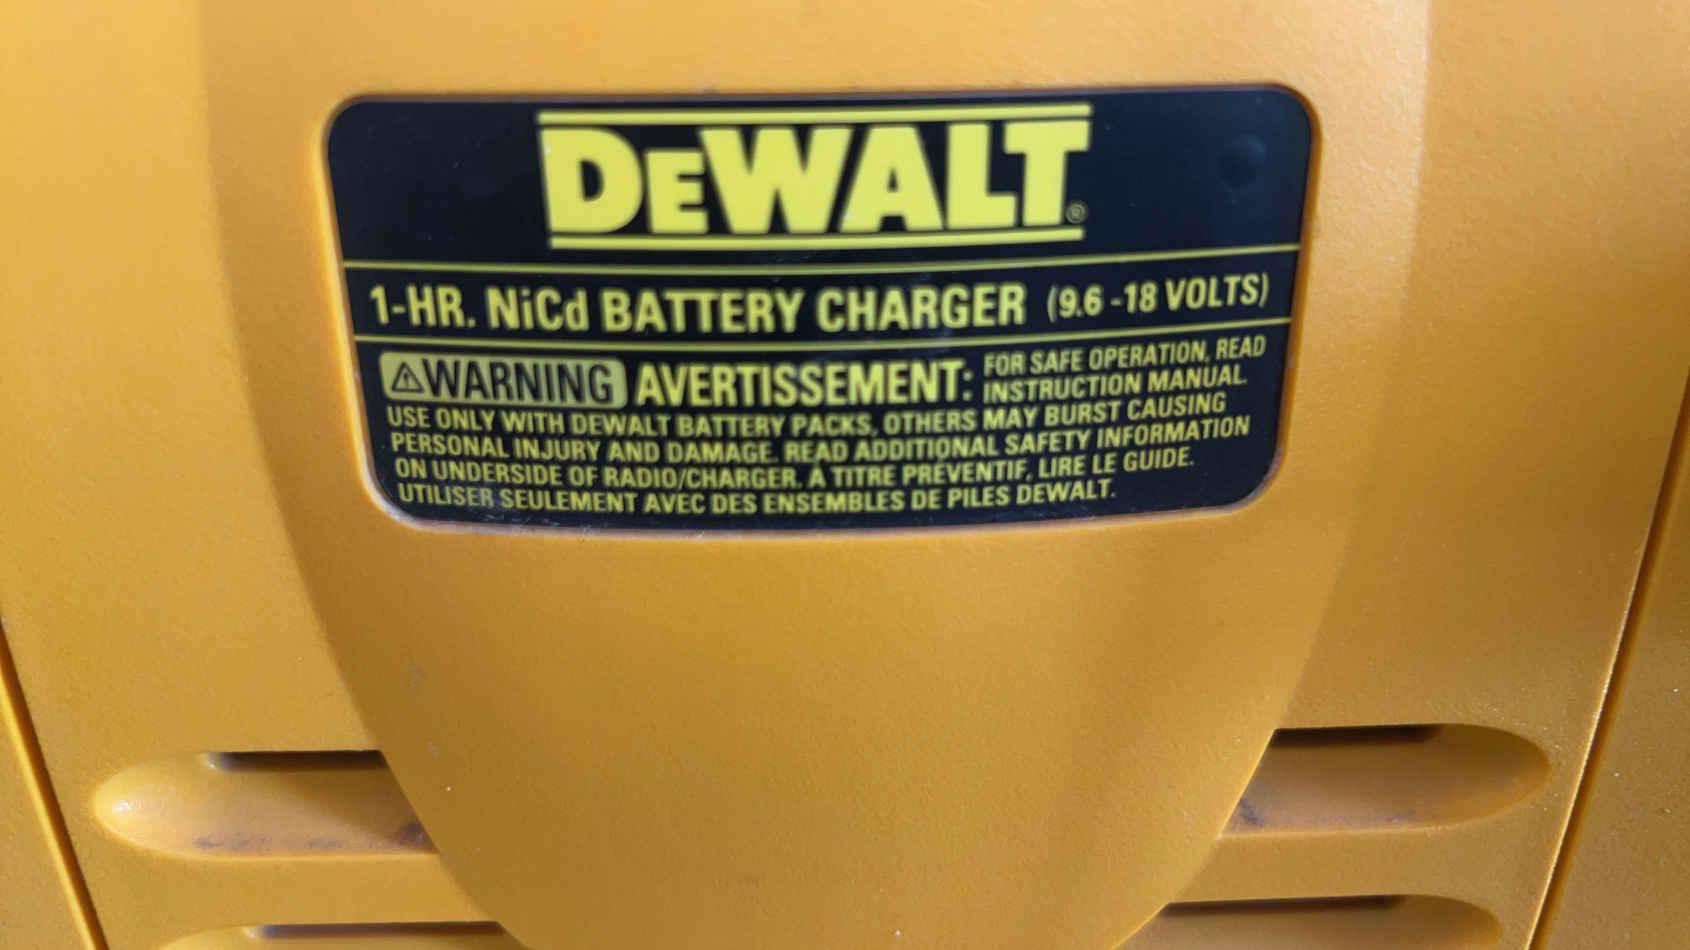 DEWALT®
1-HR. NiCd BATTERY CHARGER (9.6 -18 VOLTS)
⚠WARNING AVERTISSEMENT: FOR SAFE OPERATION, READ
INSTRUCTION MANUAL.
USE ONLY WITH DEWALT BATTERY PACKS, OTHERS MAY BURST CAUSING
PERSONAL INJURY AND DAMAGE. READ ADDITIONAL SAFETY INFORMATION
ON UNDERSIDE OF RADIO/CHARGER. À TITRE PREVENTIF, LIRE LE GUIDE.
UTILISER SEULEMENT AVEC DES ENSEMBLES DE PILES DEWALT.